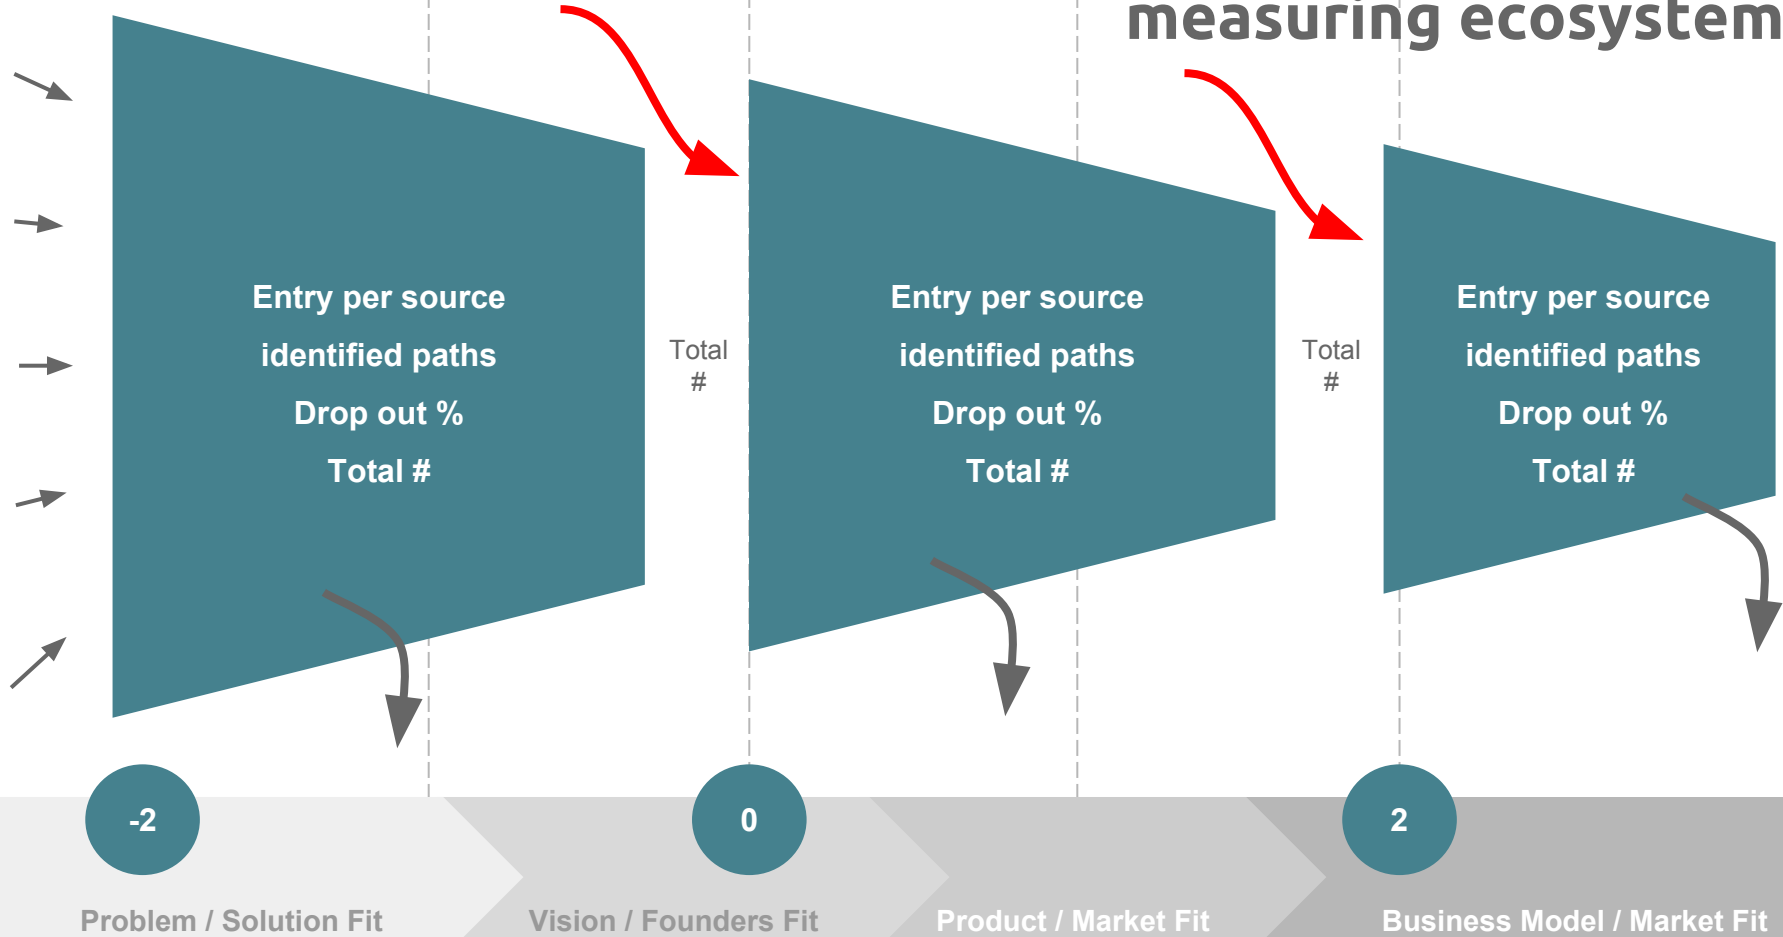 measuring ecosystem
Entry per source
identified paths
Drop out %
Total #
Total
#
Entry per source
identified paths
Drop out %
Total #
Total
#
Entry per source
identified paths
Drop out %
Total #
-2
0
2
Problem / Solution Fit
Vision / Founders Fit
Product / Market Fit
Business Model / Market Fit